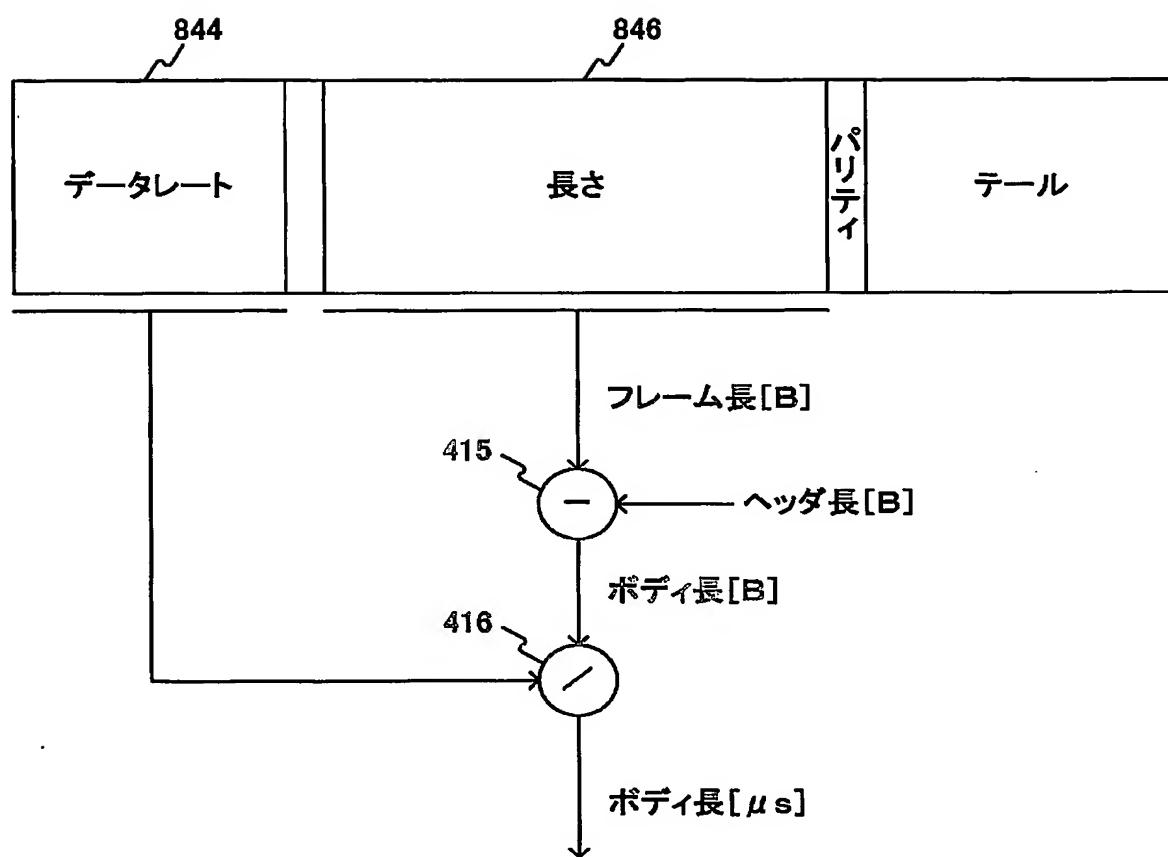 844
846
データレート
長さ
パリティ
テール
フレーム長[B]
415
−
ヘッダ長[B]
ボディ長[B]
416
/
ボディ長[μs]